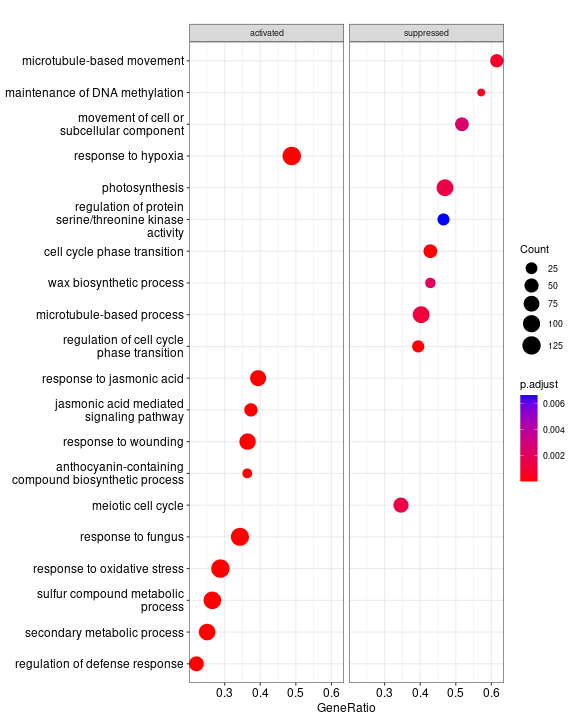 activated
suppressed
microtubule-based movement
maintenance of DNA methylation
movement of cell or
subcellular component
response to hypoxia
photosynthesis
regulation of protein
serine/threonine kinase
activity
cell cycle phase transition
wax biosynthetic process
microtubule-based process
regulation of cell cycle
phase transition
response to jasmonic acid
jasmonic acid mediated
signaling pathway
response to wounding
anthocyanin-containing
compound biosynthetic process
meiotic cell cycle
response to fungus
response to oxidative stress
sulfur compound metabolic
process
secondary metabolic process
regulation of defense response
0.3 0.4 0.5 0.6
0.3 0.4 0.5 0.6
GeneRatio
Count
25
50
75
100
125
p.adjust
0.006
0.004
0.002